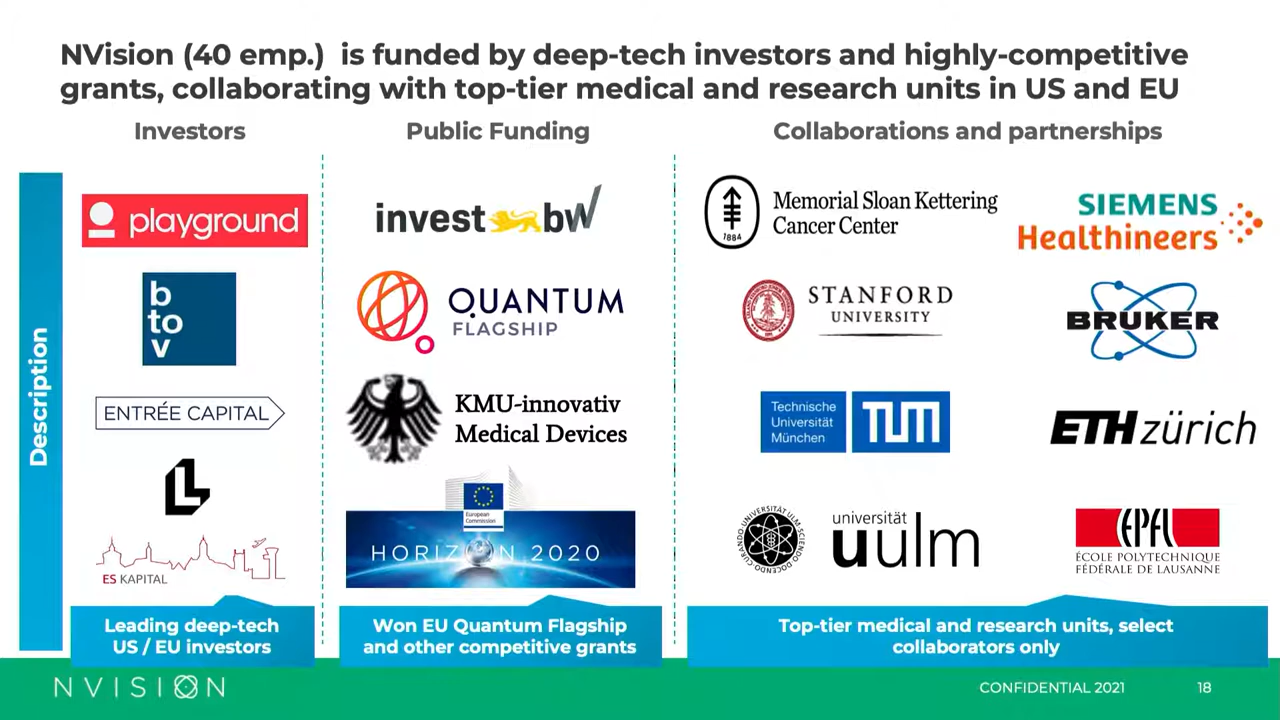 NVision (40 emp.)  is funded by deep-tech investors and highly-competitive
grants, collaborating with top-tier medical and research units in US and EU
Investors
Public Funding
Collaborations and partnerships
Description
playground
b
to
v
ENTRÉE CAPITAL
L
ES KAPITAL
invest bw
QUANTUM
FLAGSHIP
KMU-innovativ
Medical Devices
European
Commission
HORIZON 2020
1884
Memorial Sloan Kettering
Cancer Center
SIEMENS
Healthineers
STANFORD
UNIVERSITY
BRUKER
Technische
Universität
München
TUM
ETH zürich
SCIENDO DOCENDO CURANDO UNIVERSITÄT ULM
universität
uulm
EPFL
ÉCOLE POLYTECHNIQUE
FÉDÉRALE DE LAUSANNE
Leading deep-tech
US / EU investors
Won EU Quantum Flagship
and other competitive grants
Top-tier medical and research units, select
collaborators only
NVISION
CONFIDENTIAL 2021
18